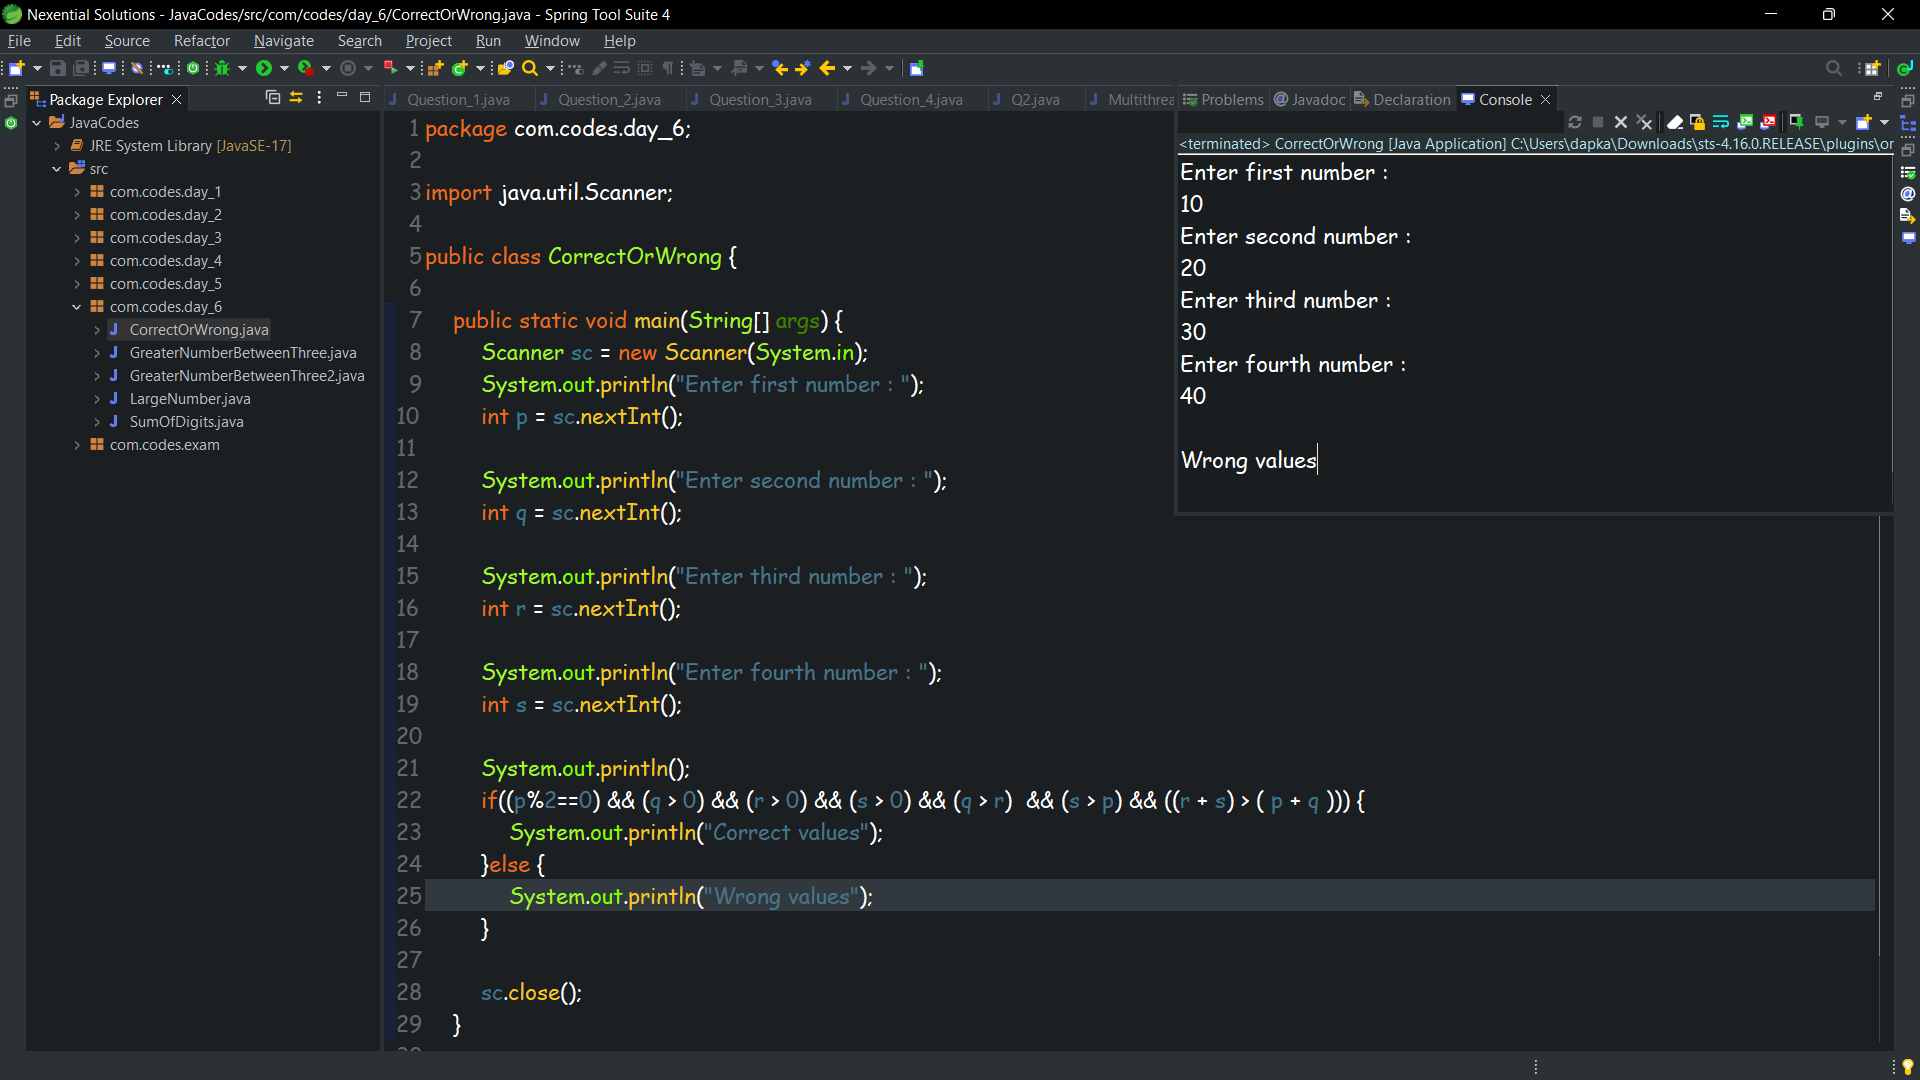 Nexential Solutions - JavaCodes/src/com/codes/day_6/CorrectOrWrong.java - Spring Tool Suite 4
File Edit Source Refactor Navigate Search Project Run Window Help
Package Explorer
JavaCodes
JRE System Library [JavaSE-17]
src
com.codes.day_1
com.codes.day_2
com.codes.day_3
com.codes.day_4
com.codes.day_5
com.codes.day_6
CorrectOrWrong.java
GreaterNumberBetweenThree.java
GreaterNumberBetweenThree2.java
LargeNumber.java
SumOfDigits.java
com.codes.exam
Question_1.java Question_2.java Question_3.java Question_4.java Q2.java Multithrea
1 package com.codes.day_6;
2
3 import java.util.Scanner;
4
5 public class CorrectOrWrong {
6
7 public static void main(String[] args) {
8 Scanner sc = new Scanner(System.in);
9 System.out.println("Enter first number : ");
10 int p = sc.nextInt();
11
12 System.out.println("Enter second number : ");
13 int q = sc.nextInt();
14
15 System.out.println("Enter third number : ");
16 int r = sc.nextInt();
17
18 System.out.println("Enter fourth number : ");
19 int s = sc.nextInt();
20
21 System.out.println();
22 if((p%2==0) && (q > 0) && (r > 0) && (s > 0) && (q > r)  && (s > p) && ((r + s) > ( p + q ))) {
23 System.out.println("Correct values");
24 }else {
25 System.out.println("Wrong values");
26 }
27
28 sc.close();
29 }
Problems Javadoc Declaration Console
<terminated> CorrectOrWrong [Java Application] C:\Users\dapka\Downloads\sts-4.16.0.RELEASE\plugins\or
Enter first number :
10
Enter second number :
20
Enter third number :
30
Enter fourth number :
40
Wrong values